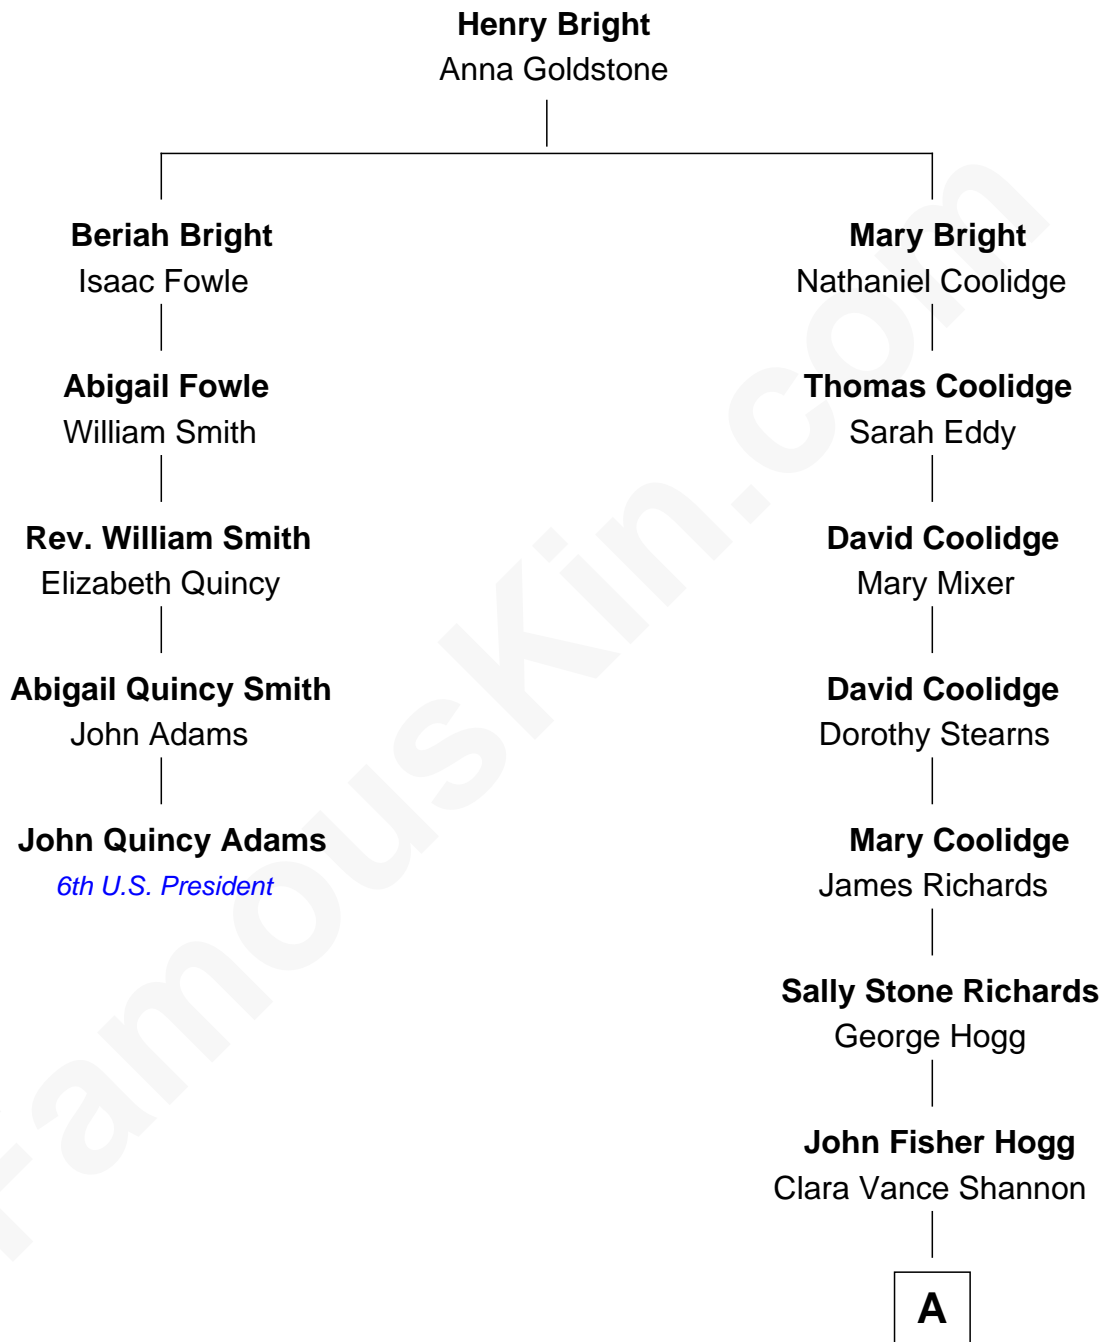 Henry Bright
Anna Goldstone
Beriah Bright
Isaac Fowle
Mary Bright
Nathaniel Coolidge
Abigail Fowle
William Smith
Thomas Coolidge
Sarah Eddy
Rev. William Smith
Elizabeth Quincy
David Coolidge
Mary Mixer
Abigail Quincy Smith
John Adams
David Coolidge
Dorothy Stearns
John Quincy Adams
6th U.S. President
Mary Coolidge
James Richards
Sally Stone Richards
George Hogg
John Fisher Hogg
Clara Vance Shannon
A
FamousKin.com